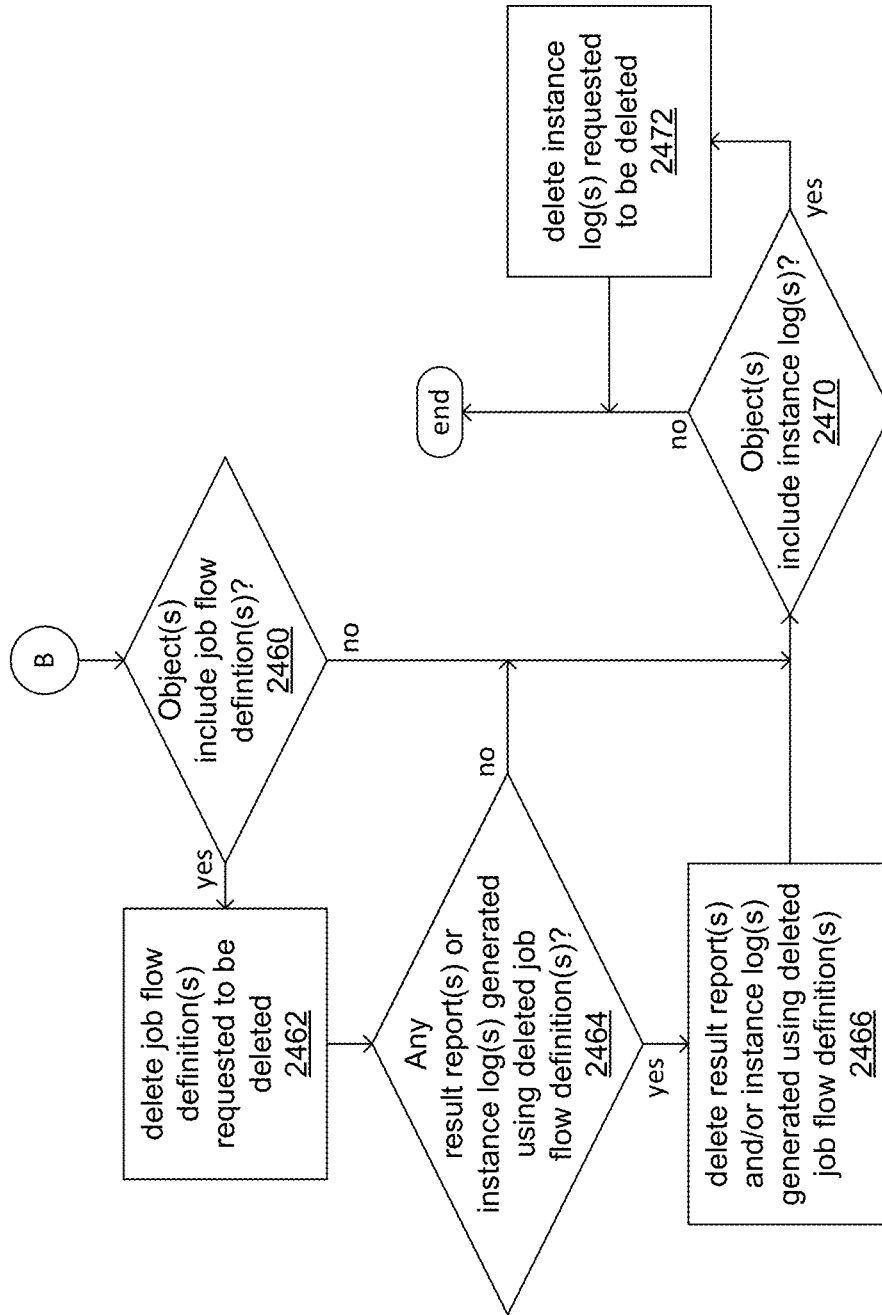 B
Object(s)
include job flow
defintion(s)?
2460
yes
no
delete job flow
definition(s)
requested to be
deleted
2462
Any
result report(s) or
instance log(s) generated
using deleted job
flow definition(s)?
2464
no
yes
delete result report(s)
and/or instance log(s)
generated using deleted
job flow definition(s)
2466
Object(s)
include instance log(s)?
2470
no
yes
delete instance
log(s) requested
to be deleted
2472
end